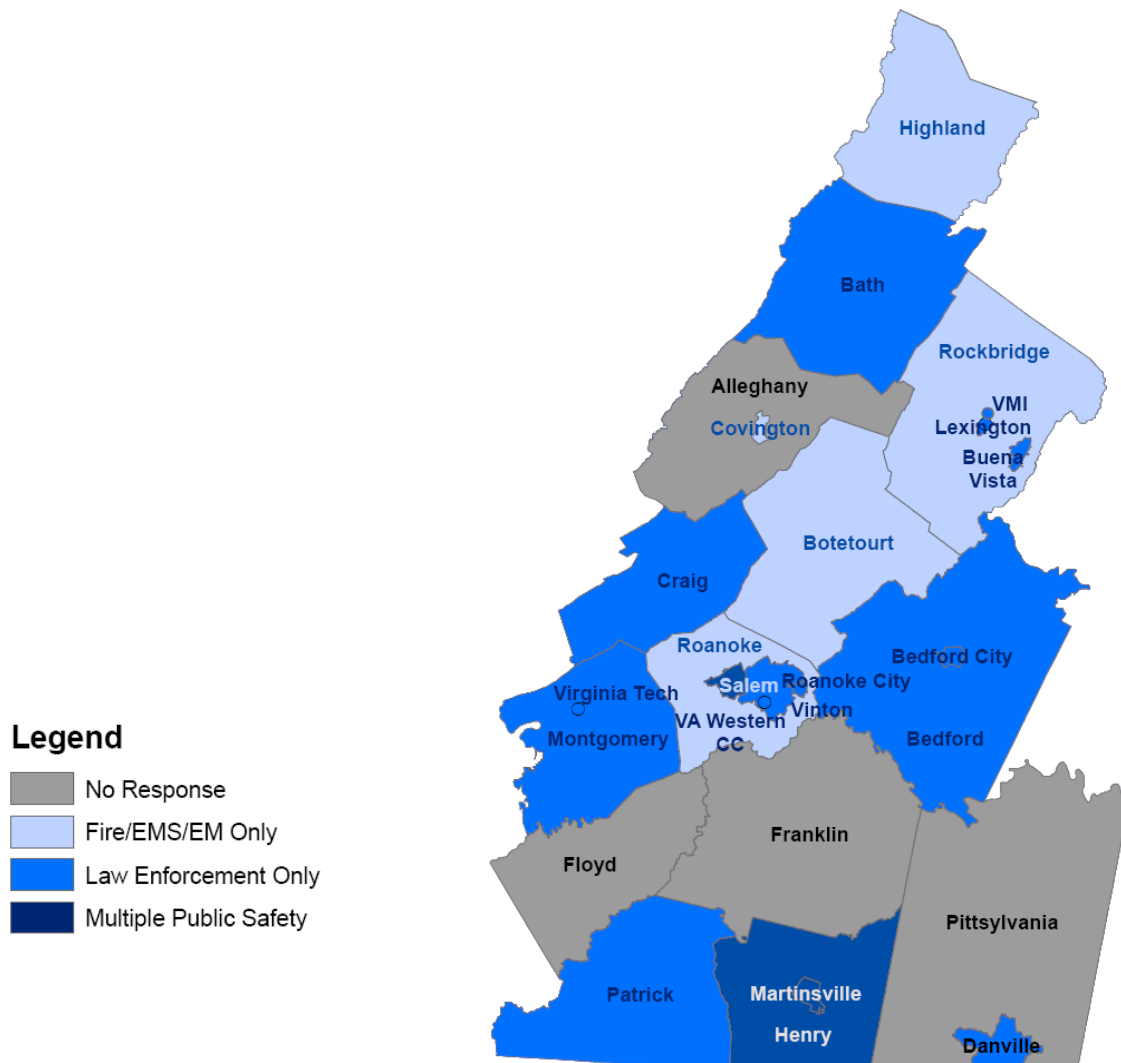 Highland
Bath
Rockbridge
Alleghany
VMI
Covington
Lexington
Buena
Vista
Botetourt
Craig
Roanoke
Bedford City
Salem
Roanoke City
Virginia Tech
Vinton
VA Western
CC
Montgomery
Bedford
Legend
No Response
Fire/EMS/EM Only
Law Enforcement Only
Multiple Public Safety
Franklin
Floyd
Pittsylvania
Patrick
Martinsville
Henry
Danville